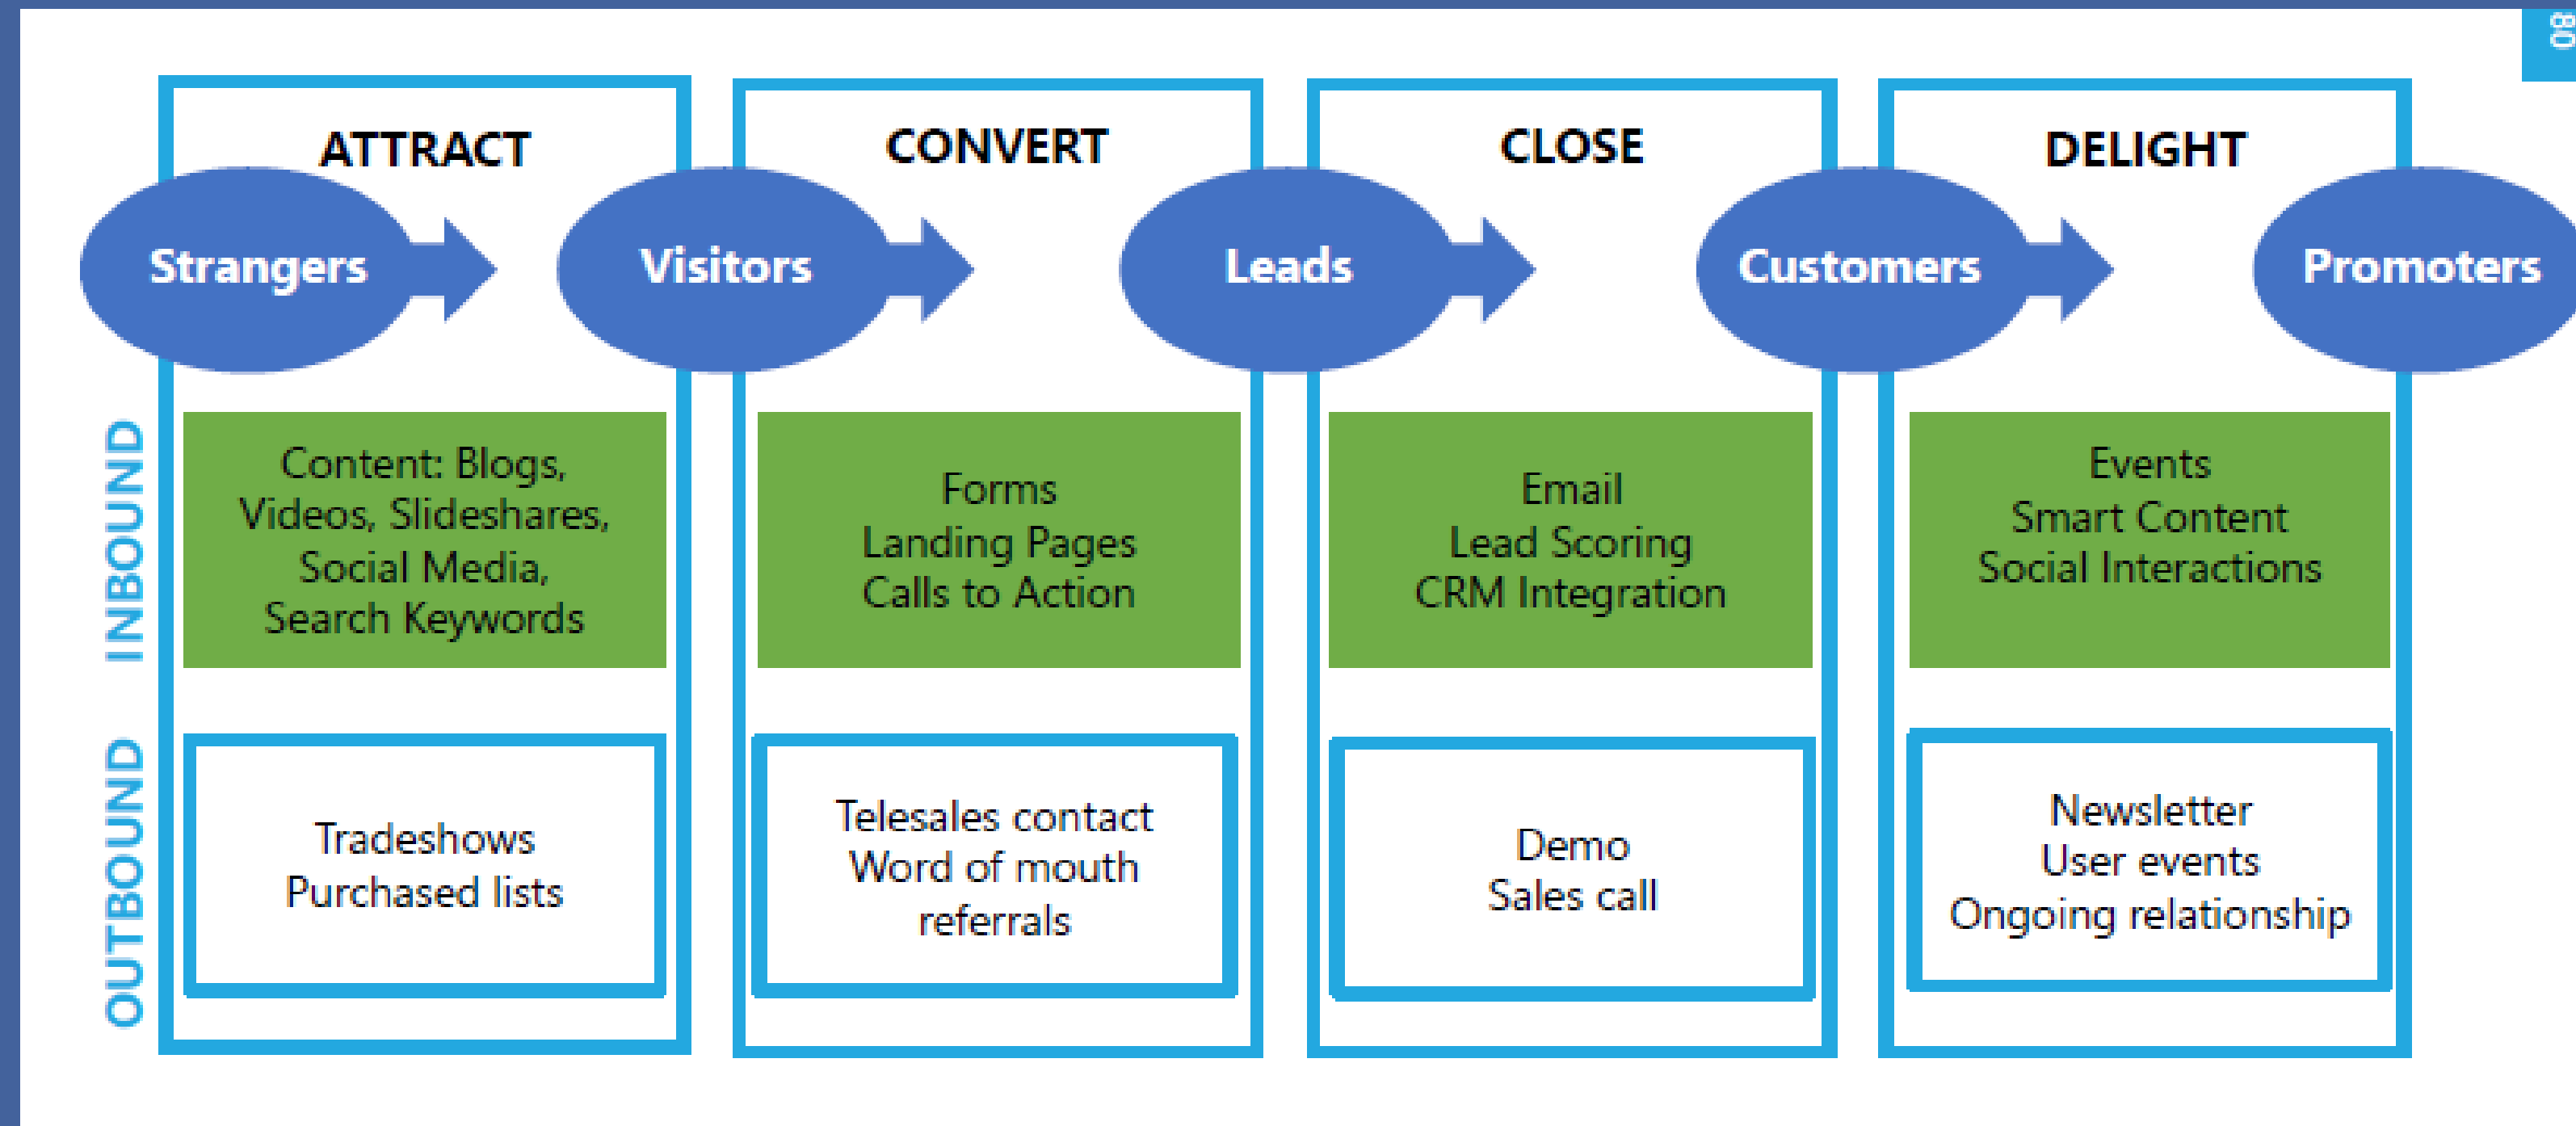 80
ATTRACT
CONVERT
CLOSE
DELIGHT
Strangers
Visitors
Leads
Customers
Promoters
INBOUND
Content: Blogs,
Videos, Slideshares,
Social Media,
Search Keywords
Forms
Landing Pages
Calls to Action
Email
Lead Scoring
CRM Integration
Events
Smart Content
Social Interactions
OUTBOUND
Tradeshows
Purchased lists
Telesales contact
Word of mouth
referrals
Demo
Sales call
Newsletter
User events
Ongoing relationship